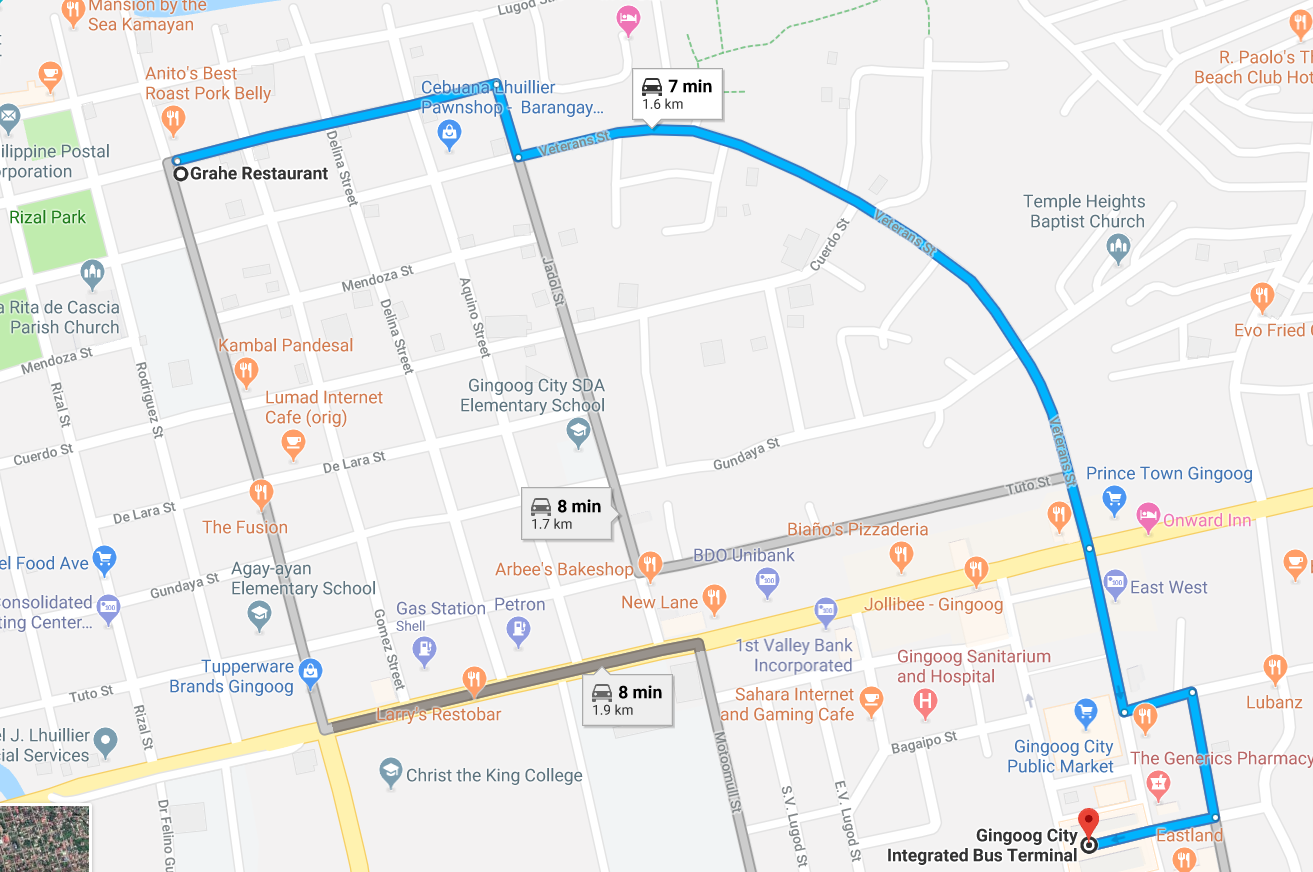 Mansion by the
Sea Kamayan
Lugod Sa
R. Paolo's Th
Beach Club Hot
Anito's Best
Roast Pork Belly
Cebuana Lhuillier
Pawnshop - Barangay...
7 min
1.6 km
Veterans St
ilippine Postal
orporation
Delina Street
Grahe Restaurant
Rizal Park
Temple Heights
Baptist Church
Veterans St
Cuerdo St
Mendoza St
Jadol St
a Rita de Cascia
Parish Church
Aquino Street
Delina Street
Evo Fried C
Kambal Pandesal
Mendoza St
Rodriguez St
Rizal St
Lumad Internet
Cafe (orig)
Gingoog City SDA
Elementary School
Veterans St
Cuerdo St
De Lara St
Gundaya St
Prince Town Gingoog
Tuto St
8 min
1.7 km
De Lara St
The Fusion
Onward Inn
Biaño's Pizzaderia
BDO Unibank
el Food Ave
Arbee's Bakeshop
Agay-ayan
Elementary School
Gundaya St
East West
Consolidated
ting Center...
New Lane
Jollibee - Gingoog
Gas Station
Shell
Petron
Gomez Street
1st Valley Bank
Incorporated
Gingoog Sanitarium
and Hospital
Tupperware
Brands Gingoog
Tuto St
8 min
1.9 km
Sahara Internet
and Gaming Cafe
Lubanz
Larry's Restobar
Rizal St
el J. Lhuillier
cial Services
Bagaipo St
Gingoog City
Public Market
The Generics Pharmacy
Motoomull St
Christ the King College
S.V. Lugod St
E.V. Lugod St
Dr Felino Gu
Gingoog City
Integrated Bus Terminal
Eastland